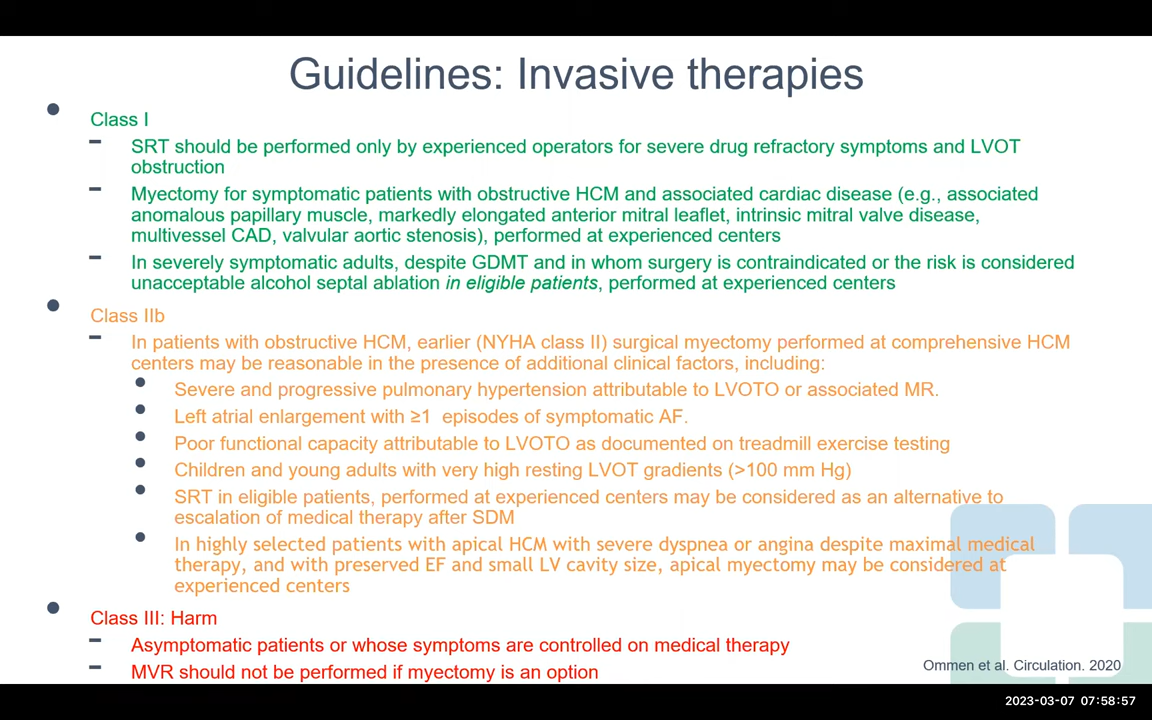 Guidelines: Invasive therapies
• Class I
– SRT should be performed only by experienced operators for severe drug refractory symptoms and LVOT
obstruction
– Myectomy for symptomatic patients with obstructive HCM and associated cardiac disease (e.g., associated
anomalous papillary muscle, markedly elongated anterior mitral leaflet, intrinsic mitral valve disease,
multivessel CAD, valvular aortic stenosis), performed at experienced centers
– In severely symptomatic adults, despite GDMT and in whom surgery is contraindicated or the risk is considered
unacceptable alcohol septal ablation in eligible patients, performed at experienced centers
• Class IIb
– In patients with obstructive HCM, earlier (NYHA class II) surgical myectomy performed at comprehensive HCM
centers may be reasonable in the presence of additional clinical factors, including:
• Severe and progressive pulmonary hypertension attributable to LVOTO or associated MR.
• Left atrial enlargement with ≥1 episodes of symptomatic AF.
• Poor functional capacity attributable to LVOTO as documented on treadmill exercise testing
• Children and young adults with very high resting LVOT gradients (>100 mm Hg)
• SRT in eligible patients, performed at experienced centers may be considered as an alternative to
escalation of medical therapy after SDM
• In highly selected patients with apical HCM with severe dyspnea or angina despite maximal medical
therapy, and with preserved EF and small LV cavity size, apical myectomy may be considered at
experienced centers
• Class III: Harm
– Asymptomatic patients or whose symptoms are controlled on medical therapy
– MVR should not be performed if myectomy is an option
Ommen et al. Circulation. 2020
2023-03-07 07:58:57